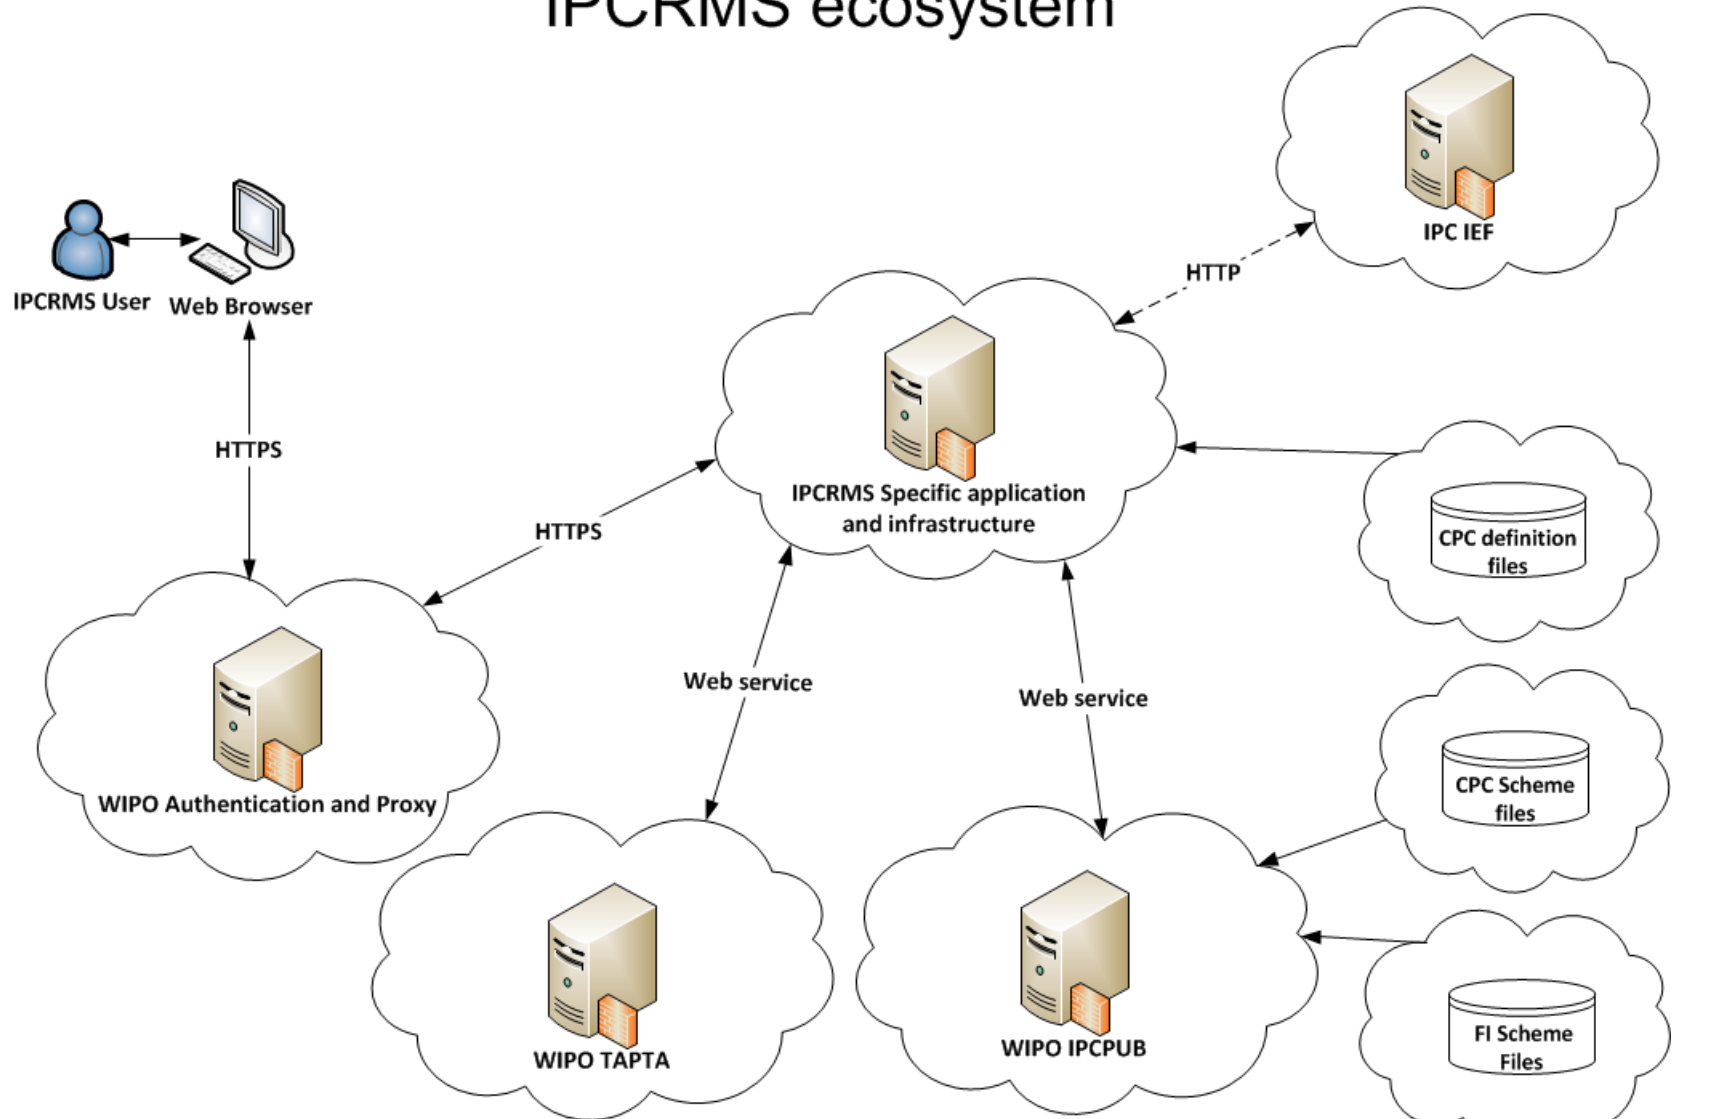 IPCRMS ecosystem
IPC IEF
HTTP
IPCRMS User
Web Browser
HTTPS
IPCRMS Specific application
and infrastructure
HTTPS
CPC definition
files
Web service
Web service
WIPO Authentication and Proxy
CPC Scheme
files
WIPO TAPTA
WIPO IPCPUB
FI Scheme
Files